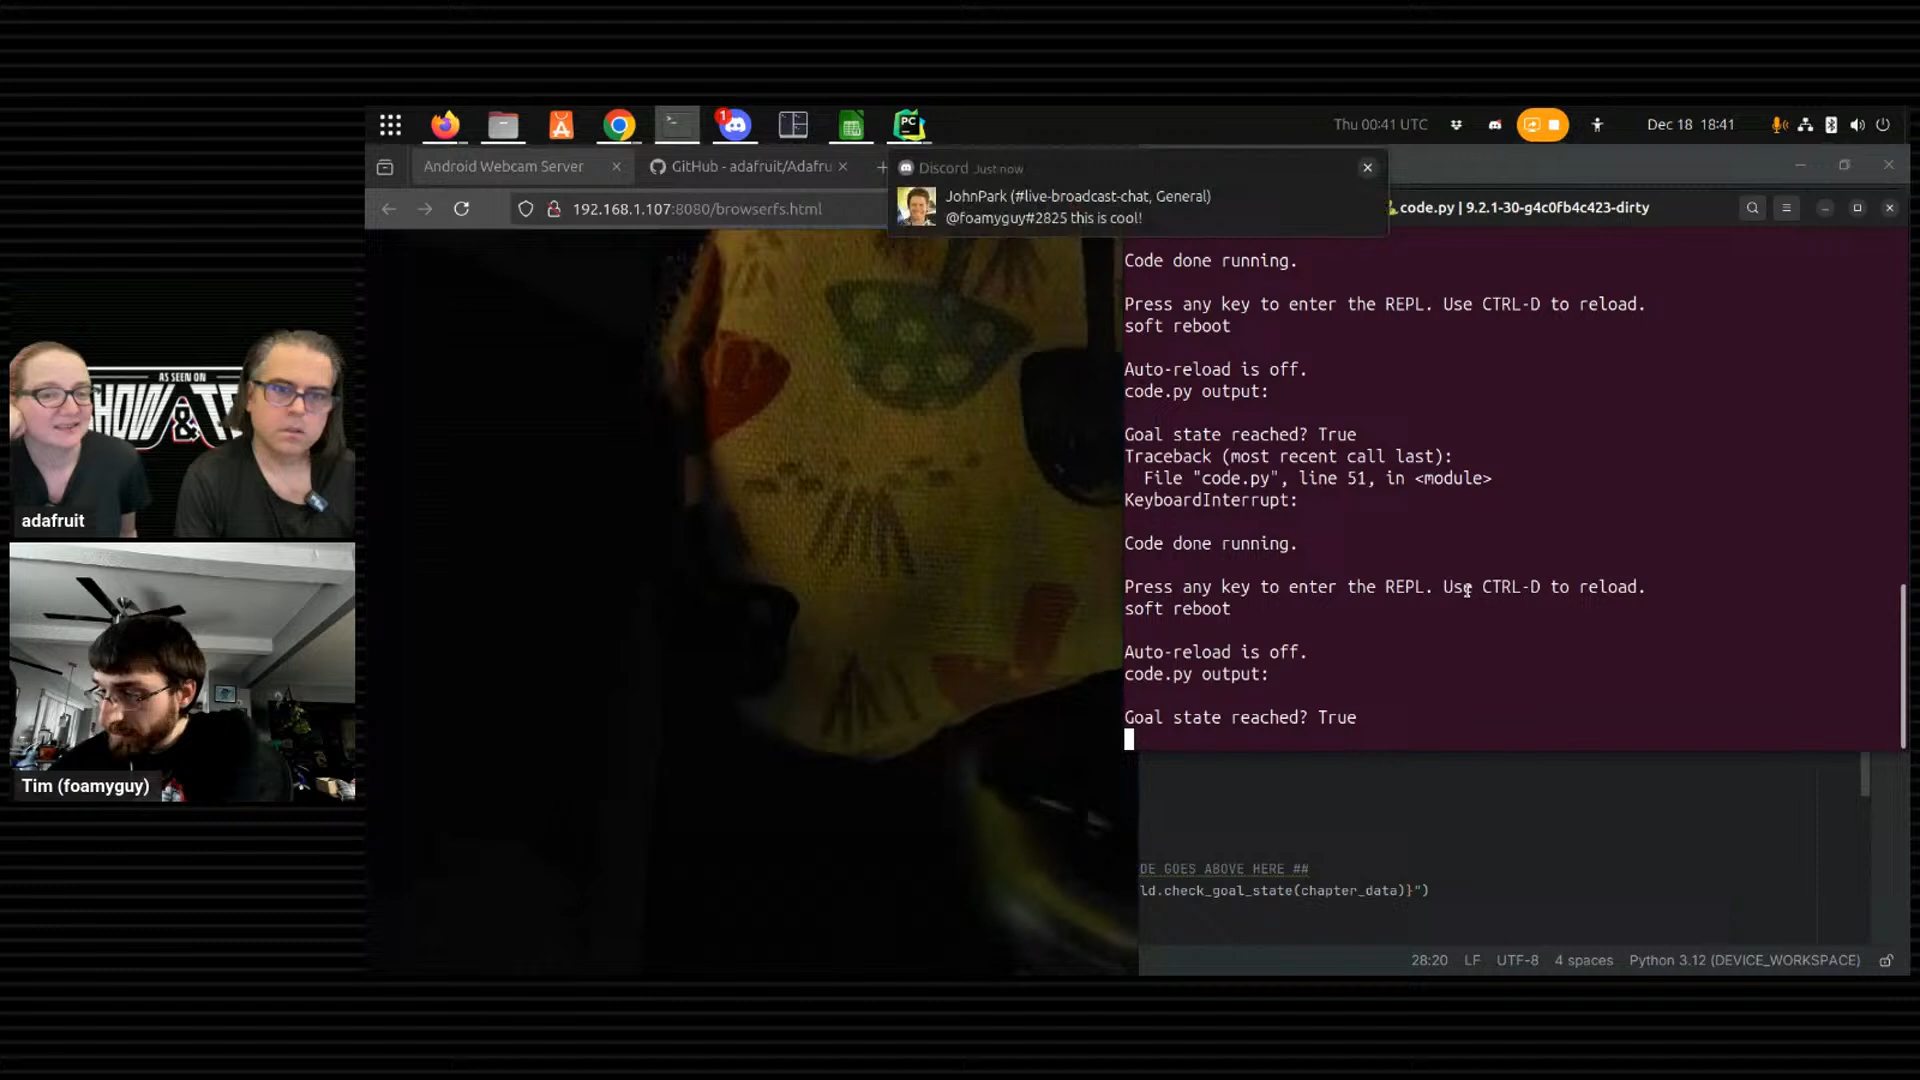 1
Thu 00:41 UTC
Dec 18 18:41
Android Webcam Server
GitHub - adafruit/Adafru
192.168.1.107:8080/browserfs.html
Discord Just now
JohnPark (#live-broadcast-chat, General)
@foamyguy#2825 this is cool!
code.py | 9.2.1-30-g4c0fb4c423-dirty
Code done running.
Press any key to enter the REPL. Use CTRL-D to reload.
soft reboot
Auto-reload is off.
code.py output:
Goal state reached? True
Traceback (most recent call last):
File "code.py", line 51, in <module>
KeyboardInterrupt:
Code done running.
Press any key to enter the REPL. Use CTRL-D to reload.
soft reboot
Auto-reload is off.
code.py output:
Goal state reached? True
DE GOES ABOVE HERE ##
ld.check_goal_state(chapter_data)}")
28:20 LF UTF-8 4 spaces Python 3.12 (DEVICE_WORKSPACE)
AS SEEN ON
adafruit
Tim (foamyguy)
PC